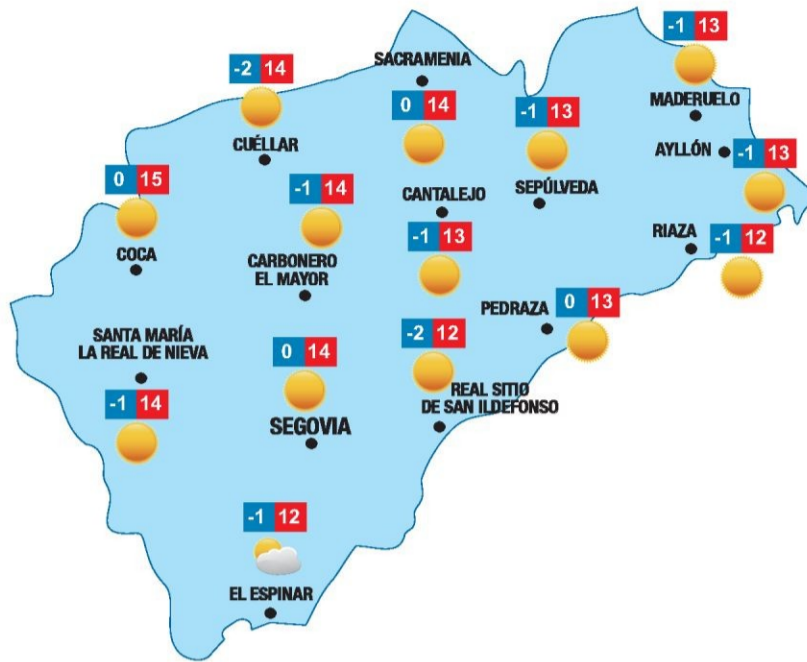 -1 13
MADERUELO
SACRAMENIA
0 14
-2 14
CUÉLLAR
-1 13
SEPÚLVEDA
AYLLÓN
-1 13
0 15
COCA
-1 14
CARBONERO
EL MAYOR
CANTALEJO
-1 13
RIAZA
-1 12
PEDRAZA
0 13
SANTA MARÍA
LA REAL DE NIEVA
-1 14
0 14
SEGOVIA
-2 12
REAL SITIO
DE SAN ILDEFONSO
-1 12
EL ESPINAR